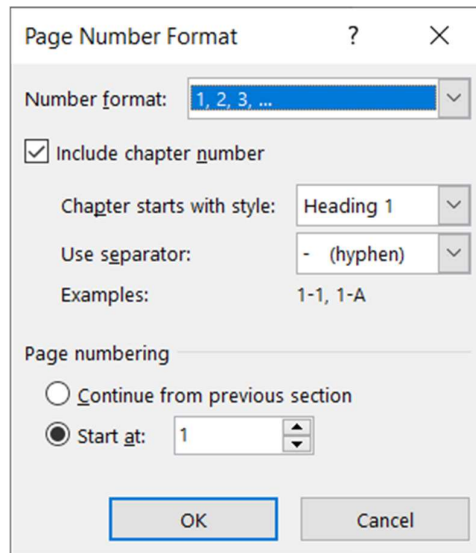 Page Number Format ? ×
Number format: 1, 2, 3, ...
Include chapter number
Chapter starts with style: Heading 1
Use separator: - (hyphen)
Examples: 1-1, 1-A
Page numbering
Continue from previous section
Start at: 1
OK Cancel